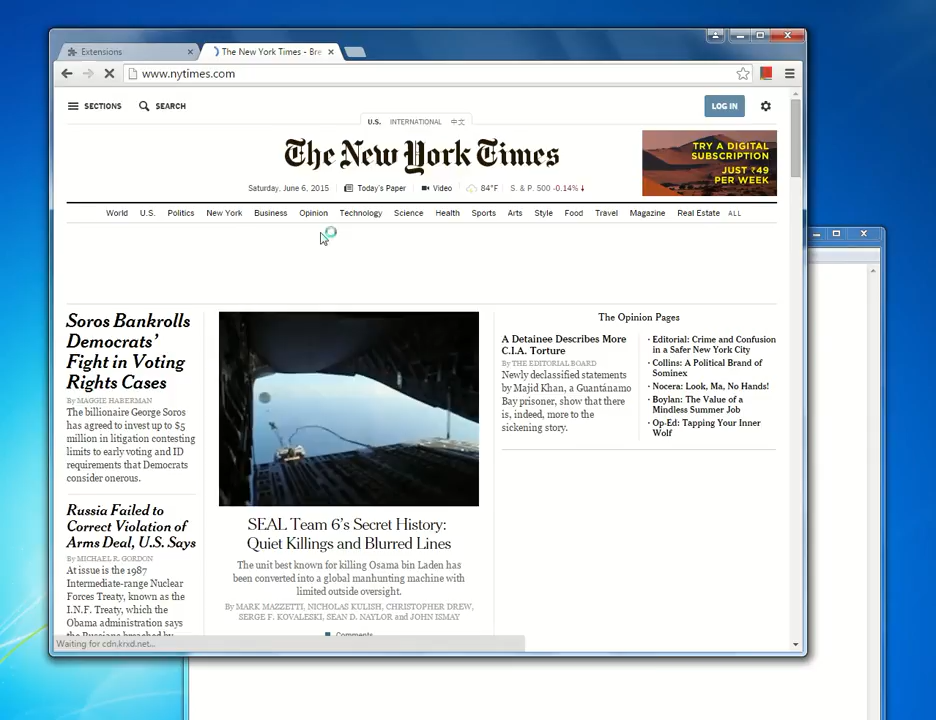 Extensions
The New York Times - Bre
www.nytimes.com
SECTIONS SEARCH
LOG IN
U.S. INTERNATIONAL 中文
The New York Times
TRY A DIGITAL
SUBSCRIPTION
JUST ₹49
PER WEEK
Saturday, June 6, 2015 Today's Paper Video 84°F S. & P. 500 -0.14%↓
World U.S. Politics New York Business Opinion Technology Science Health Sports Arts Style Food Travel Magazine Real Estate ALL
Soros Bankrolls
Democrats'
Fight in Voting
Rights Cases
By MAGGIE HABERMAN
The billionaire George Soros
has agreed to invest up to $5
million in litigation contesting
limits to early voting and ID
requirements that Democrats
consider onerous.
Russia Failed to
Correct Violation of
Arms Deal, U.S. Says
By MICHAEL R. GORDON
At issue is the 1987
Intermediate-range Nuclear
Forces Treaty, known as the
I.N.F. Treaty, which the
Obama administration says
the Russians breached by
SEAL Team 6's Secret History:
Quiet Killings and Blurred Lines
The unit best known for killing Osama bin Laden has
been converted into a global manhunting machine with
limited outside oversight.
By MARK MAZZETTI, NICHOLAS KULISH, CHRISTOPHER DREW,
SERGE F. KOVALESKI, SEAN D. NAYLOR and JOHN ISMAY
Comments
The Opinion Pages
A Detainee Describes More
C.I.A. Torture
By THE EDITORIAL BOARD
Newly declassified statements
by Majid Khan, a Guantánamo
Bay prisoner, show that there
is, indeed, more to the
sickening story.
· Editorial: Crime and Confusion
in a Safer New York City
· Collins: A Political Brand of
Sominex
· Nocera: Look, Ma, No Hands!
· Boylan: The Value of a
Mindless Summer Job
· Op-Ed: Tapping Your Inner
Wolf
Waiting for cdn.krxd.net...